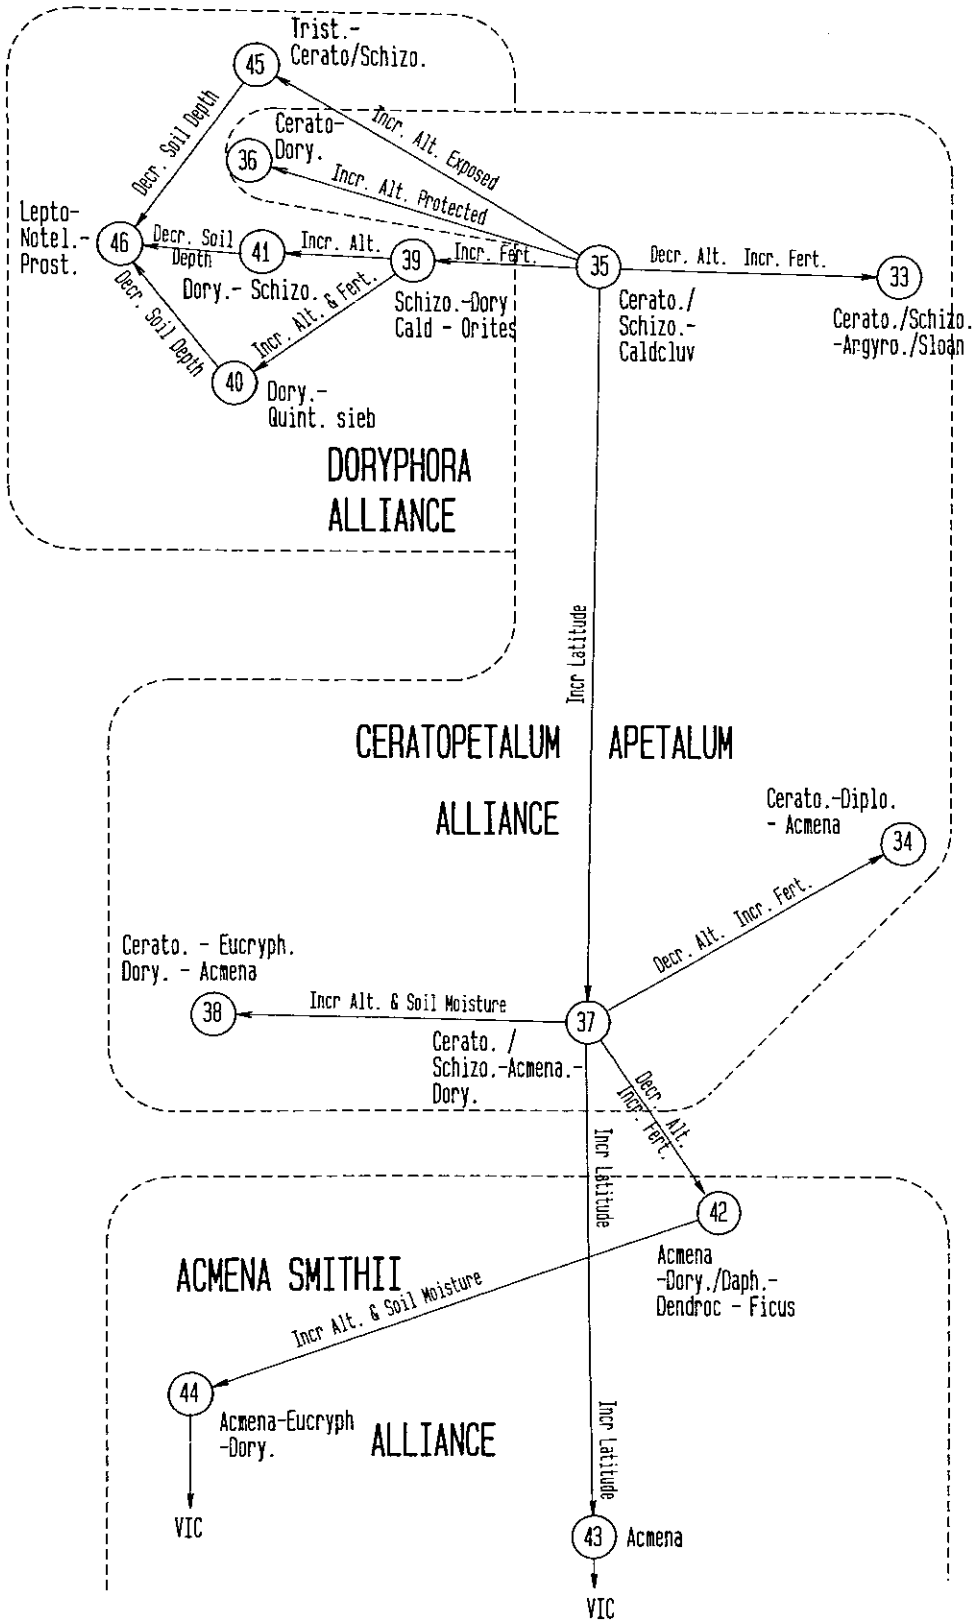 Trist.-
Cerato/Schizo.
45
Incr. Alt. Exposed
Decr. Soil Depth
Cerato-
Dory.
36
Incr. Alt. Protected
Lepto-
Notel.-
Prost.
46
Decr. Soil
Depth
41
Dory.- Schizo.
Incr. Alt.
39
Schizo.-Dory
Cald - Orites
Incr. Fert.
35
Cerato./
Schizo.-
Caldcluv
Decr. Alt. Incr. Fert.
33
Cerato./Schizo.
-Argyro./Sloan
Decr. Soil Depth
Incr. Alt. & Fert.
40
Dory.-
Quint. sieb
DORYPHORA
ALLIANCE
Incr Latitude
CERATOPETALUM APETALUM
ALLIANCE
Cerato.-Diplo.
- Acmena
34
Decr. Alt. Incr. Fert.
Cerato. - Eucryph.
Dory. - Acmena
38
Incr Alt. & Soil Moisture
37
Cerato. /
Schizo.-Acmena.-
Dory.
Decr. Alt.
Incr. Fert.
Incr Latitude
42
Acmena
-Dory./Daph.-
Dendroc - Ficus
ACMENA SMITHII
Incr Alt. & Soil Moisture
44
Acmena-Eucryph
-Dory.
ALLIANCE
Incr Latitude
VIC
43
Acmena
VIC